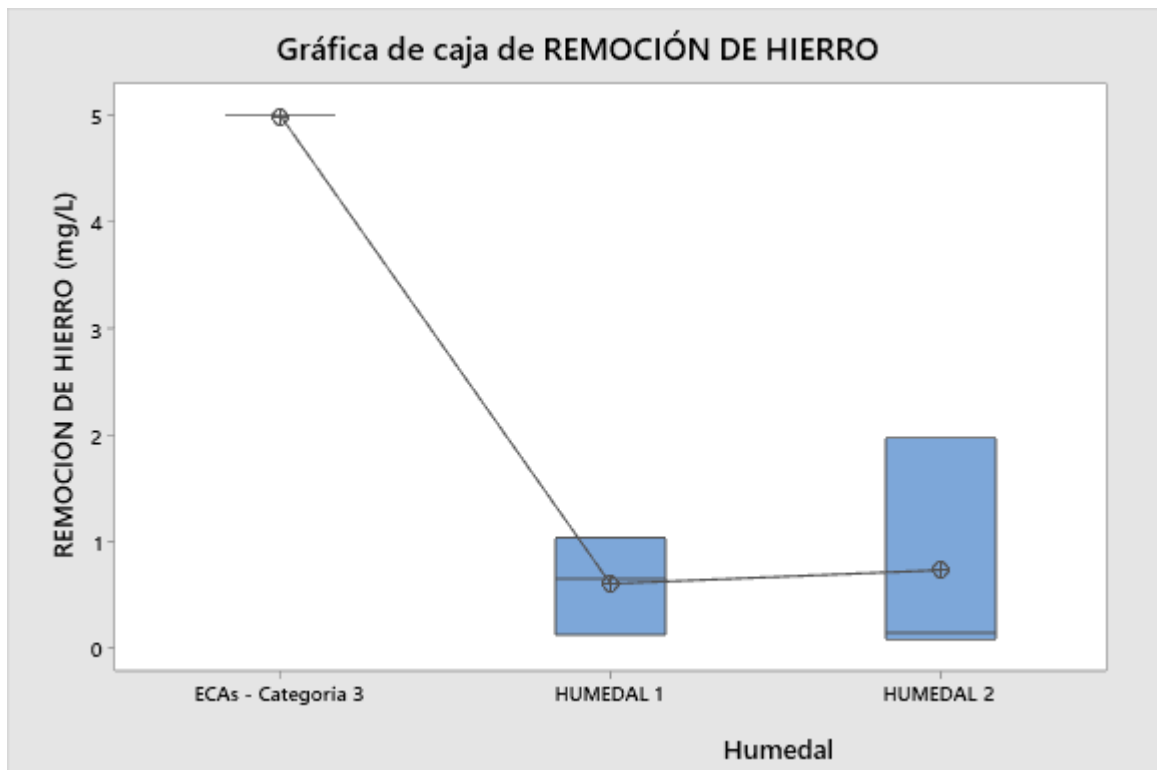 Gráfica de caja de REMOCIÓN DE HIERRO
REMOCIÓN DE HIERRO (mg/L)
5
4
3
2
1
0
ECAs - Categoria 3
HUMEDAL 1
HUMEDAL 2
Humedal